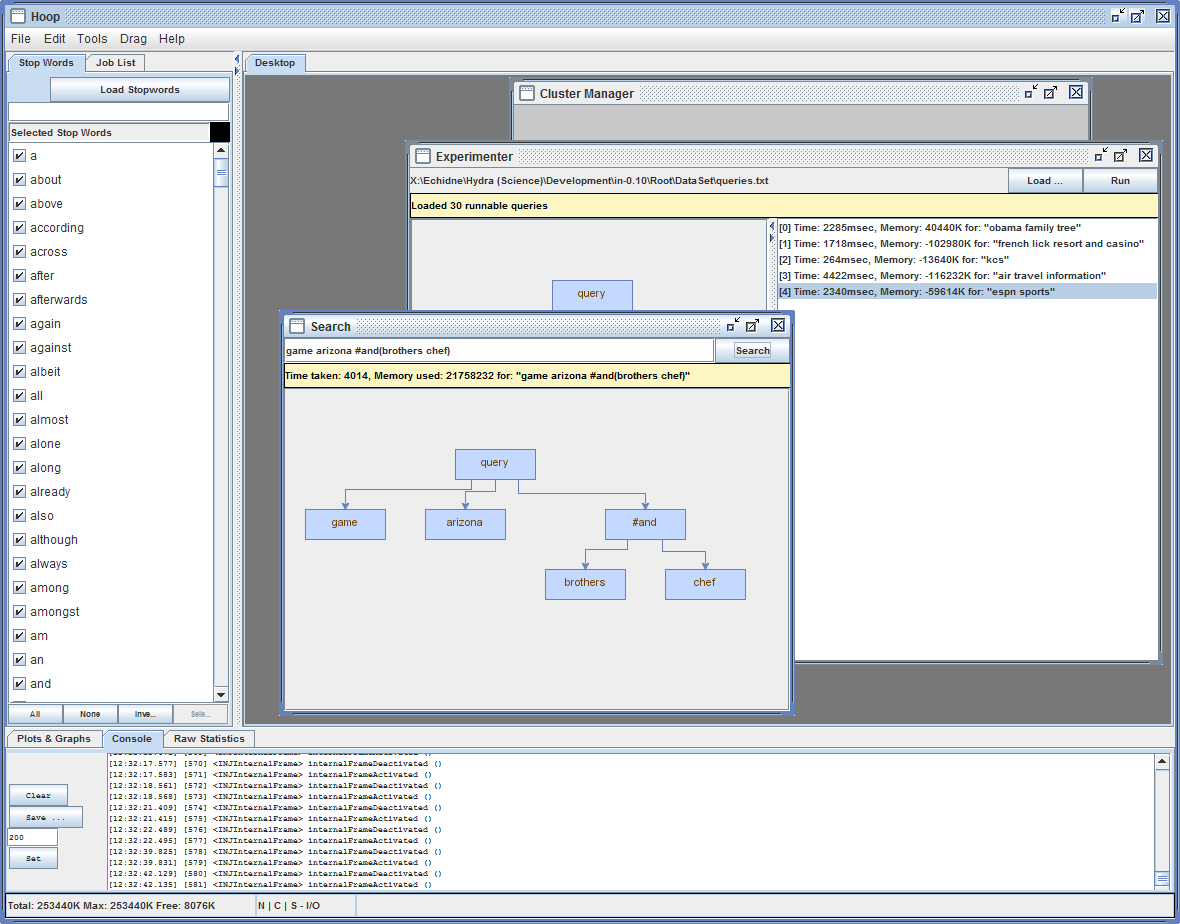 Hoop
File Edit Tools Drag Help
Stop Words Job List
Load Stopwords
Selected Stop Words
a
about
above
according
across
after
afterwards
again
against
albeit
all
almost
alone
along
already
also
although
always
among
amongst
am
an
and
All None Inve... Sele...
Desktop
Cluster Manager
Experimenter
X:\Echidne\Hydra (Science)\Development\in-0.10\Root\DataSet\queries.txt
Load ... Run
Loaded 30 runnable queries
query
[0] Time: 2285msec, Memory: 40440K for: "obama family tree"
[1] Time: 1718msec, Memory: -102980K for: "french lick resort and casino"
[2] Time: 264msec, Memory: -13640K for: "kcs"
[3] Time: 4422msec, Memory: -116232K for: "air travel information"
[4] Time: 2340msec, Memory: -59614K for: "espn sports"
Search
game arizona #and(brothers chef)
Search
Time taken: 4014, Memory used: 21758232 for: "game arizona #and(brothers chef)"
query
game arizona #and
brothers chef
Plots & Graphs Console Raw Statistics
Clear
Save ...
200
Set
[12:32:17.577] [570] <INJInternalFrame> internalFrameDeactivated ()
[12:32:17.583] [571] <INJInternalFrame> internalFrameActivated ()
[12:32:18.561] [572] <INJInternalFrame> internalFrameDeactivated ()
[12:32:18.568] [573] <INJInternalFrame> internalFrameActivated ()
[12:32:21.409] [574] <INJInternalFrame> internalFrameDeactivated ()
[12:32:21.415] [575] <INJInternalFrame> internalFrameActivated ()
[12:32:22.489] [576] <INJInternalFrame> internalFrameDeactivated ()
[12:32:22.495] [577] <INJInternalFrame> internalFrameActivated ()
[12:32:39.825] [578] <INJInternalFrame> internalFrameDeactivated ()
[12:32:39.831] [579] <INJInternalFrame> internalFrameActivated ()
[12:32:42.129] [580] <INJInternalFrame> internalFrameDeactivated ()
[12:32:42.135] [581] <INJInternalFrame> internalFrameActivated ()
Total: 253440K Max: 253440K Free: 8076K N | C | S - I/O